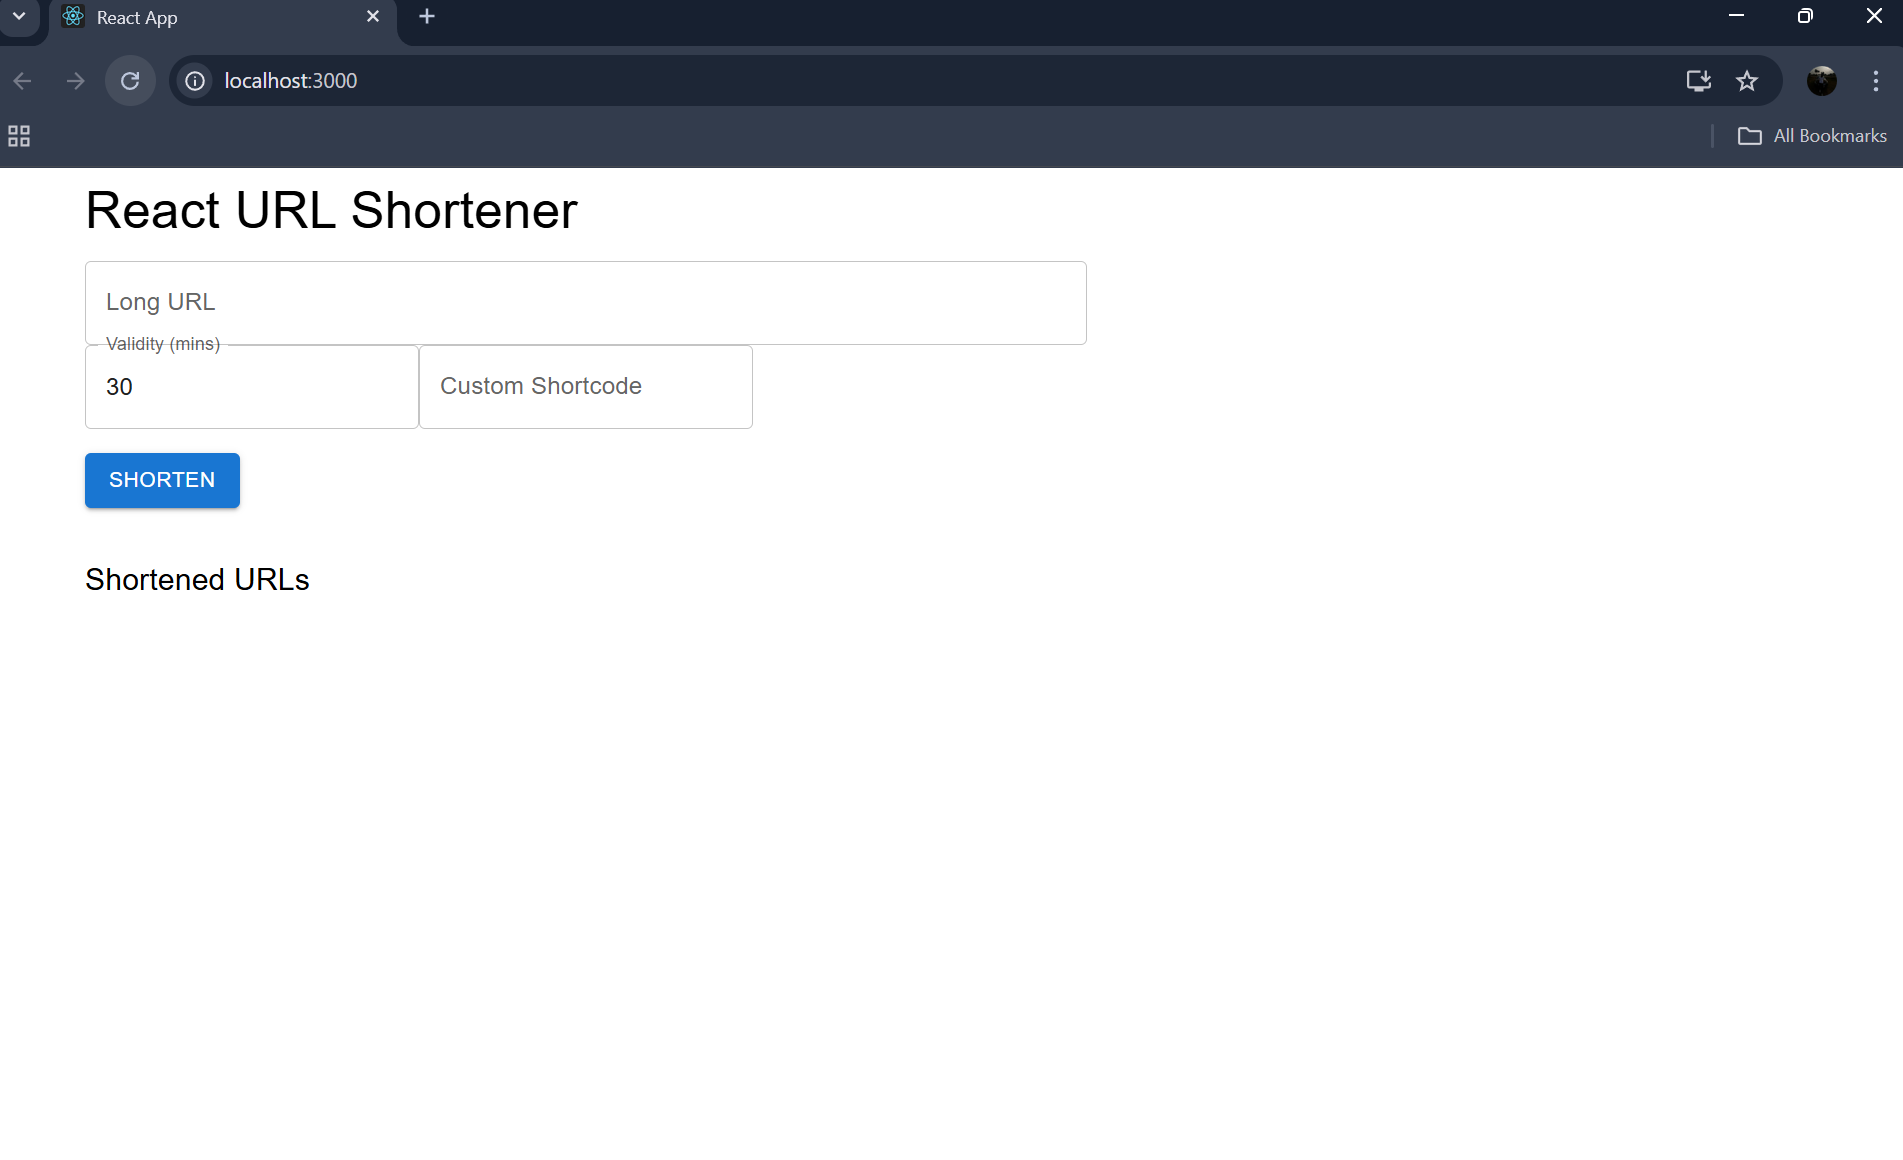 React App
localhost:3000
All Bookmarks
React URL Shortener
Long URL
Validity (mins)
30
Custom Shortcode
SHORTEN
Shortened URLs